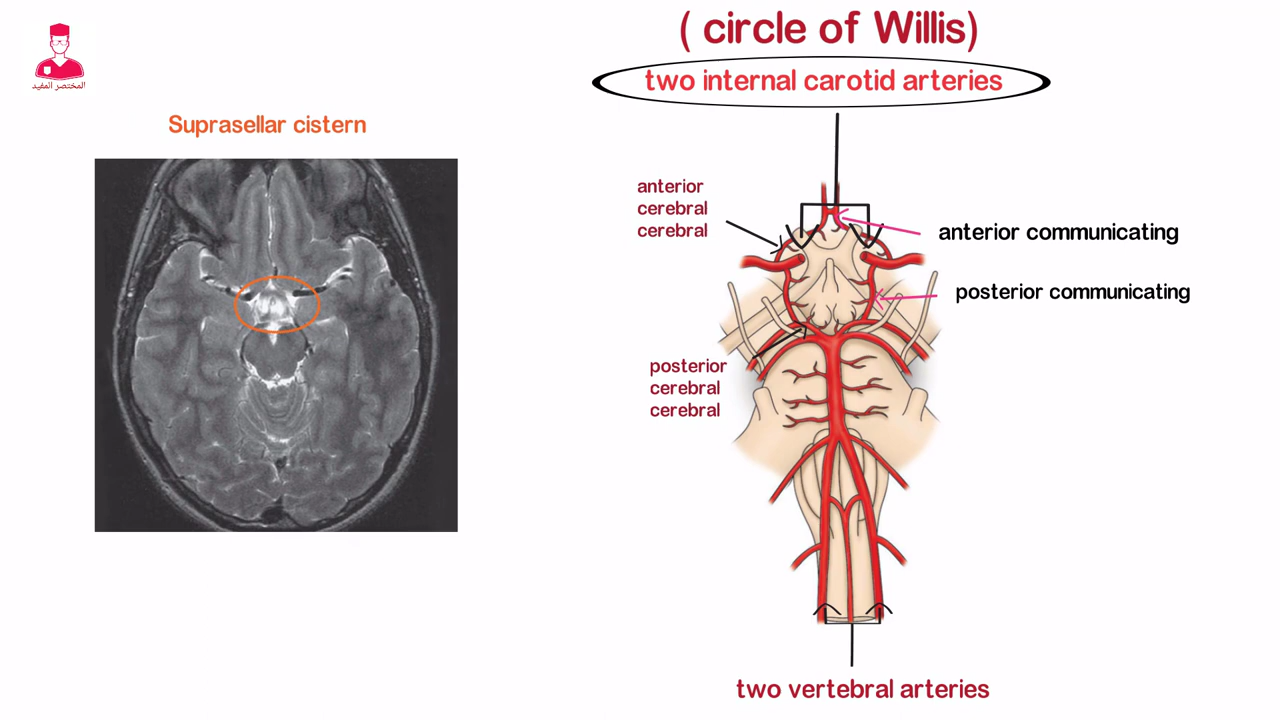 ( circle of Willis)
two internal carotid arteries
المختصر المفيد
Suprasellar cistern
anterior
cerebral
cerebral
anterior communicating
posterior communicating
posterior
cerebral
cerebral
two vertebral arteries